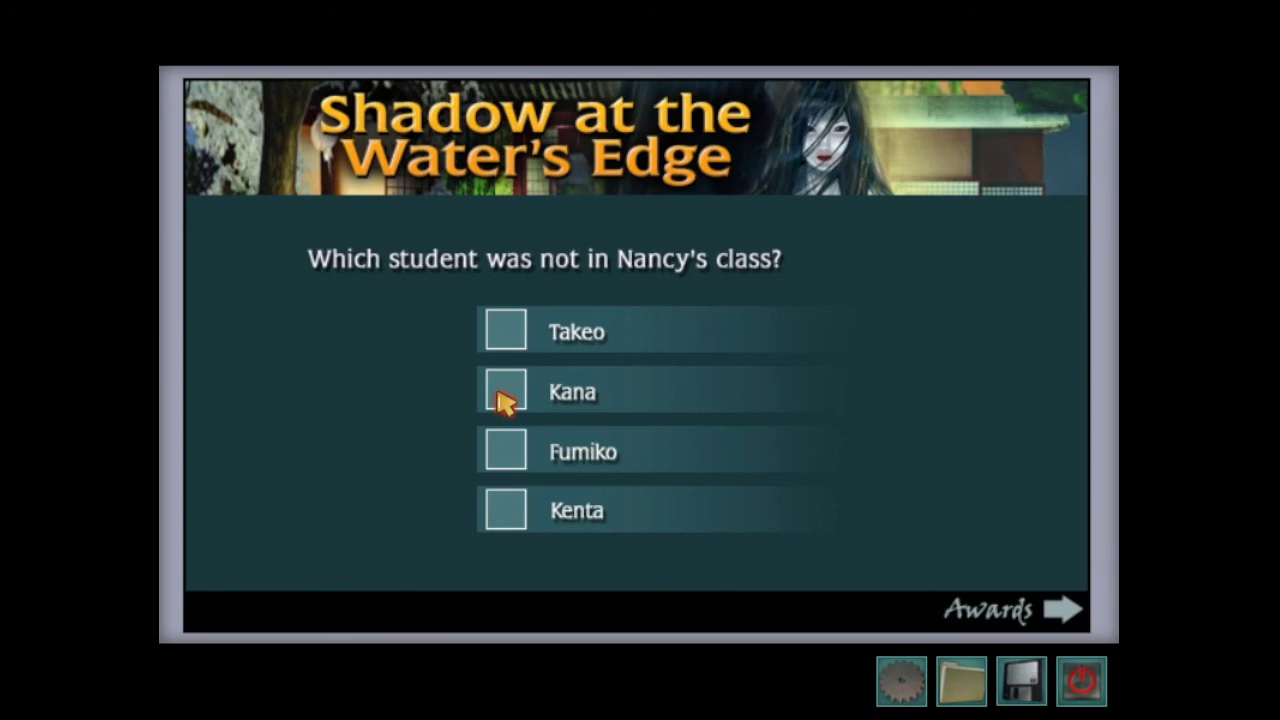 Shadow at the
Water's Edge
Which student was not in Nancy's class?
Takeo
Kana
Fumiko
Kenta
Awards